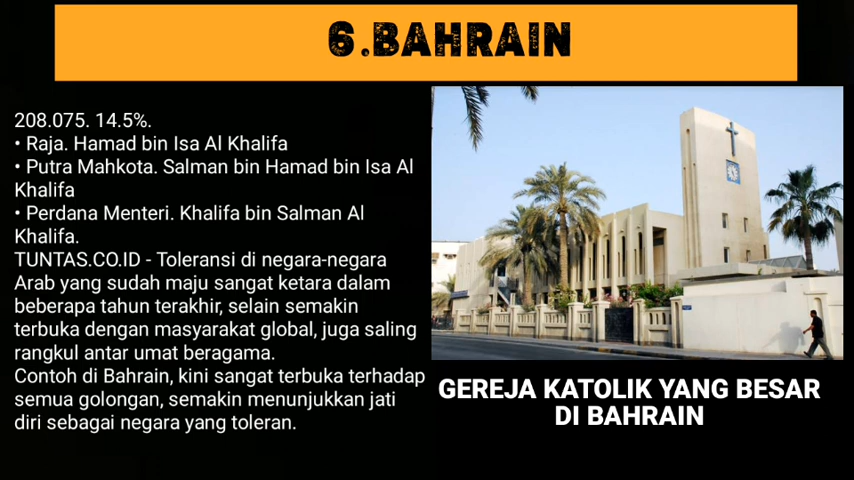 6.BAHRAIN
208.075. 14.5%.
• Raja. Hamad bin Isa Al Khalifa
• Putra Mahkota. Salman bin Hamad bin Isa Al
Khalifa
• Perdana Menteri. Khalifa bin Salman Al
Khalifa.
TUNTAS.CO.ID - Toleransi di negara-negara
Arab yang sudah maju sangat ketara dalam
beberapa tahun terakhir, selain semakin
terbuka dengan masyarakat global, juga saling
rangkul antar umat beragama.
Contoh di Bahrain, kini sangat terbuka terhadap
semua golongan, semakin menunjukkan jati
diri sebagai negara yang toleran.
GEREJA KATOLIK YANG BESAR
DI BAHRAIN